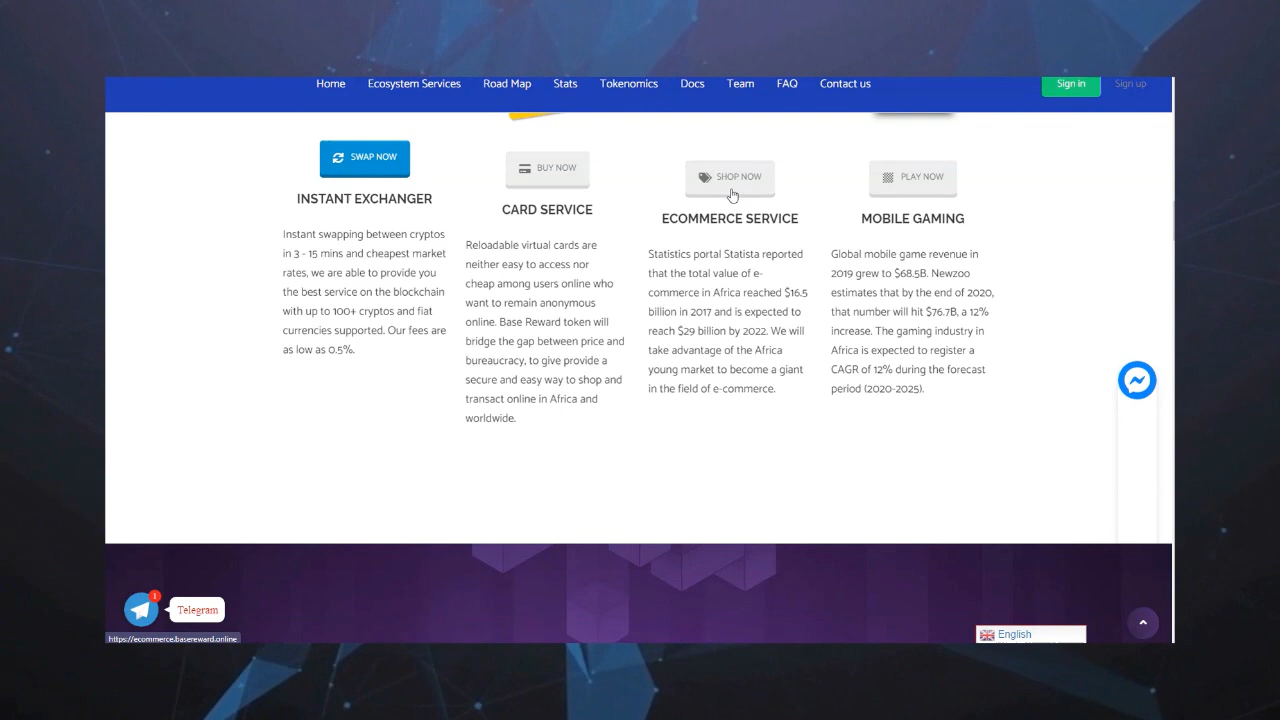 Home Ecosystem Services Road Map Stats Tokenomics Docs Team FAQ Contact us Sign in Sign up
SWAP NOW
INSTANT EXCHANGER
Instant swapping between cryptos
in 3 - 15 mins and cheapest market
rates, we are able to provide you
the best service on the blockchain
with up to 100+ cryptos and fiat
currencies supported. Our fees are
as low as 0.5%.
BUY NOW
CARD SERVICE
Reloadable virtual cards are
neither easy to access nor
cheap among users online who
want to remain anonymous
online. Base Reward token will
bridge the gap between price and
bureaucracy, to give provide a
secure and easy way to shop and
transact online in Africa and
worldwide.
SHOP NOW
ECOMMERCE SERVICE
Statistics portal Statista reported
that the total value of e-
commerce in Africa reached $16.5
billion in 2017 and is expected to
reach $29 billion by 2022. We will
take advantage of the Africa
young market to become a giant
in the field of e-commerce.
PLAY NOW
MOBILE GAMING
Global mobile game revenue in
2019 grew to $68.5B. Newzoo
estimates that by the end of 2020,
that number will hit $76.7B, a 12%
increase. The gaming industry in
Africa is expected to register a
CAGR of 12% during the forecast
period (2020-2025).
1
Telegram
https://ecommerce.basereward.online
English